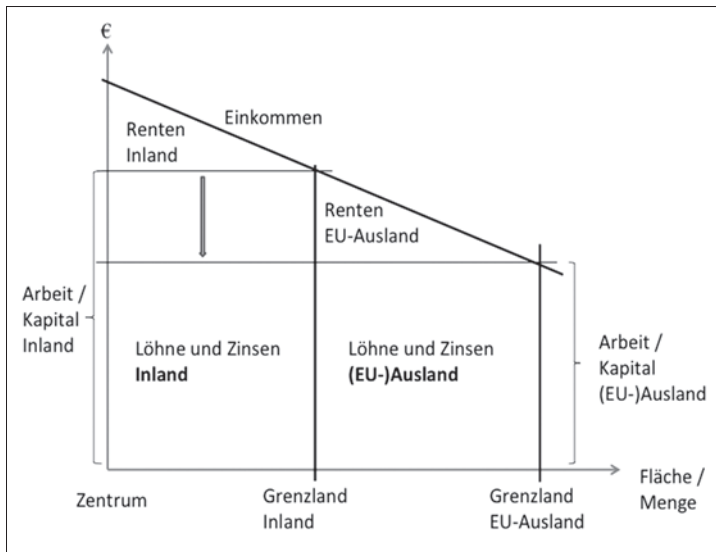 €
Einkommen
Renten
Inland
Renten
EU-Ausland
Arbeit /
Kapital
Inland
Löhne und Zinsen
Inland
Löhne und Zinsen
(EU-)Ausland
Arbeit /
Kapital
(EU-)Ausland
Zentrum
Grenzland
Inland
Grenzland
EU-Ausland
Fläche /
Menge